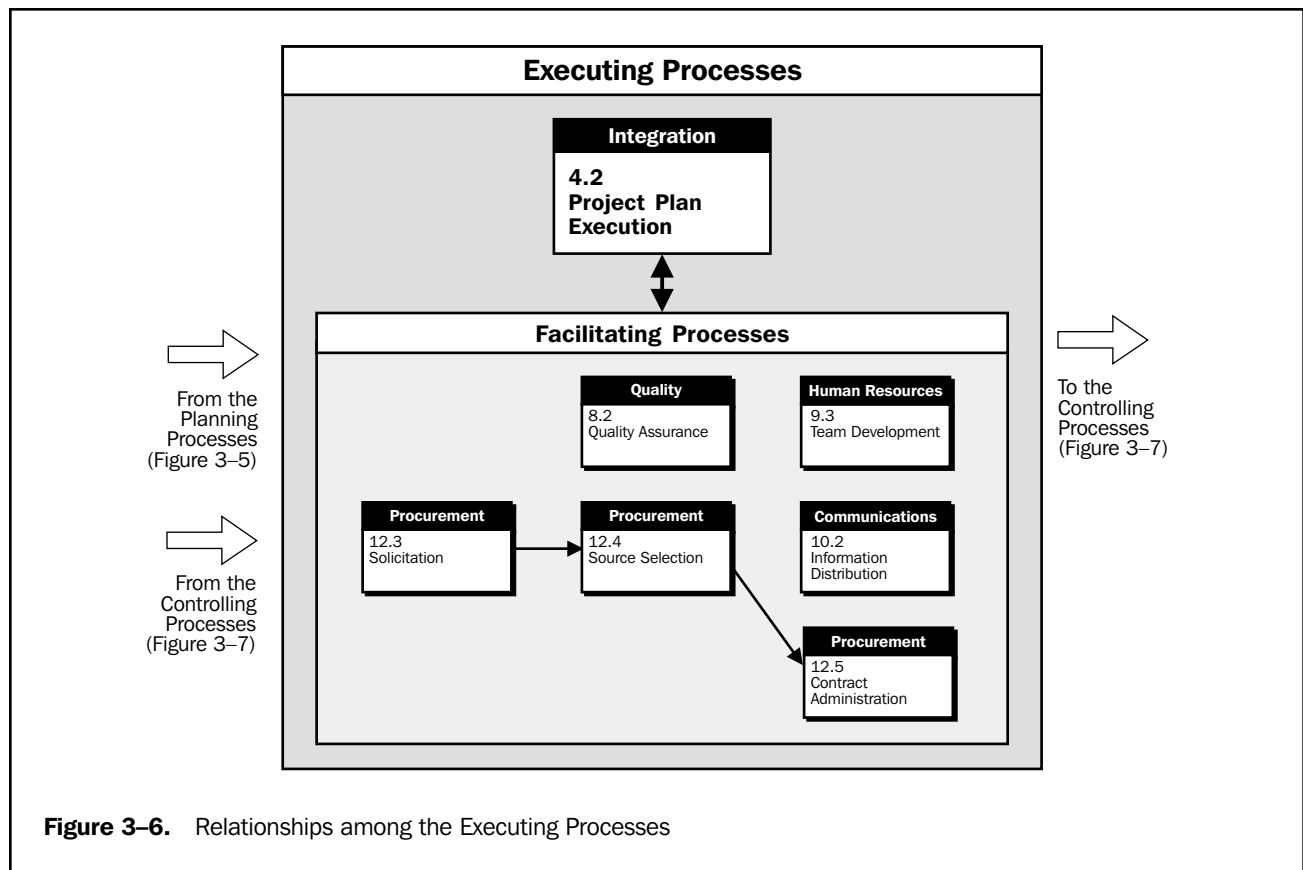 Executing Processes
Integration
4.2
Project Plan
Execution
Facilitating Processes
From the
Planning
Processes
(Figure 3–5)
To the
Controlling
Processes
(Figure 3–7)
Quality
8.2
Quality Assurance
Human Resources
9.3
Team Development
Procurement
12.3
Solicitation
Procurement
12.4
Source Selection
Communications
10.2
Information
Distribution
From the
Controlling
Processes
(Figure 3–7)
Procurement
12.5
Contract
Administration
Figure 3–6. Relationships among the Executing Processes